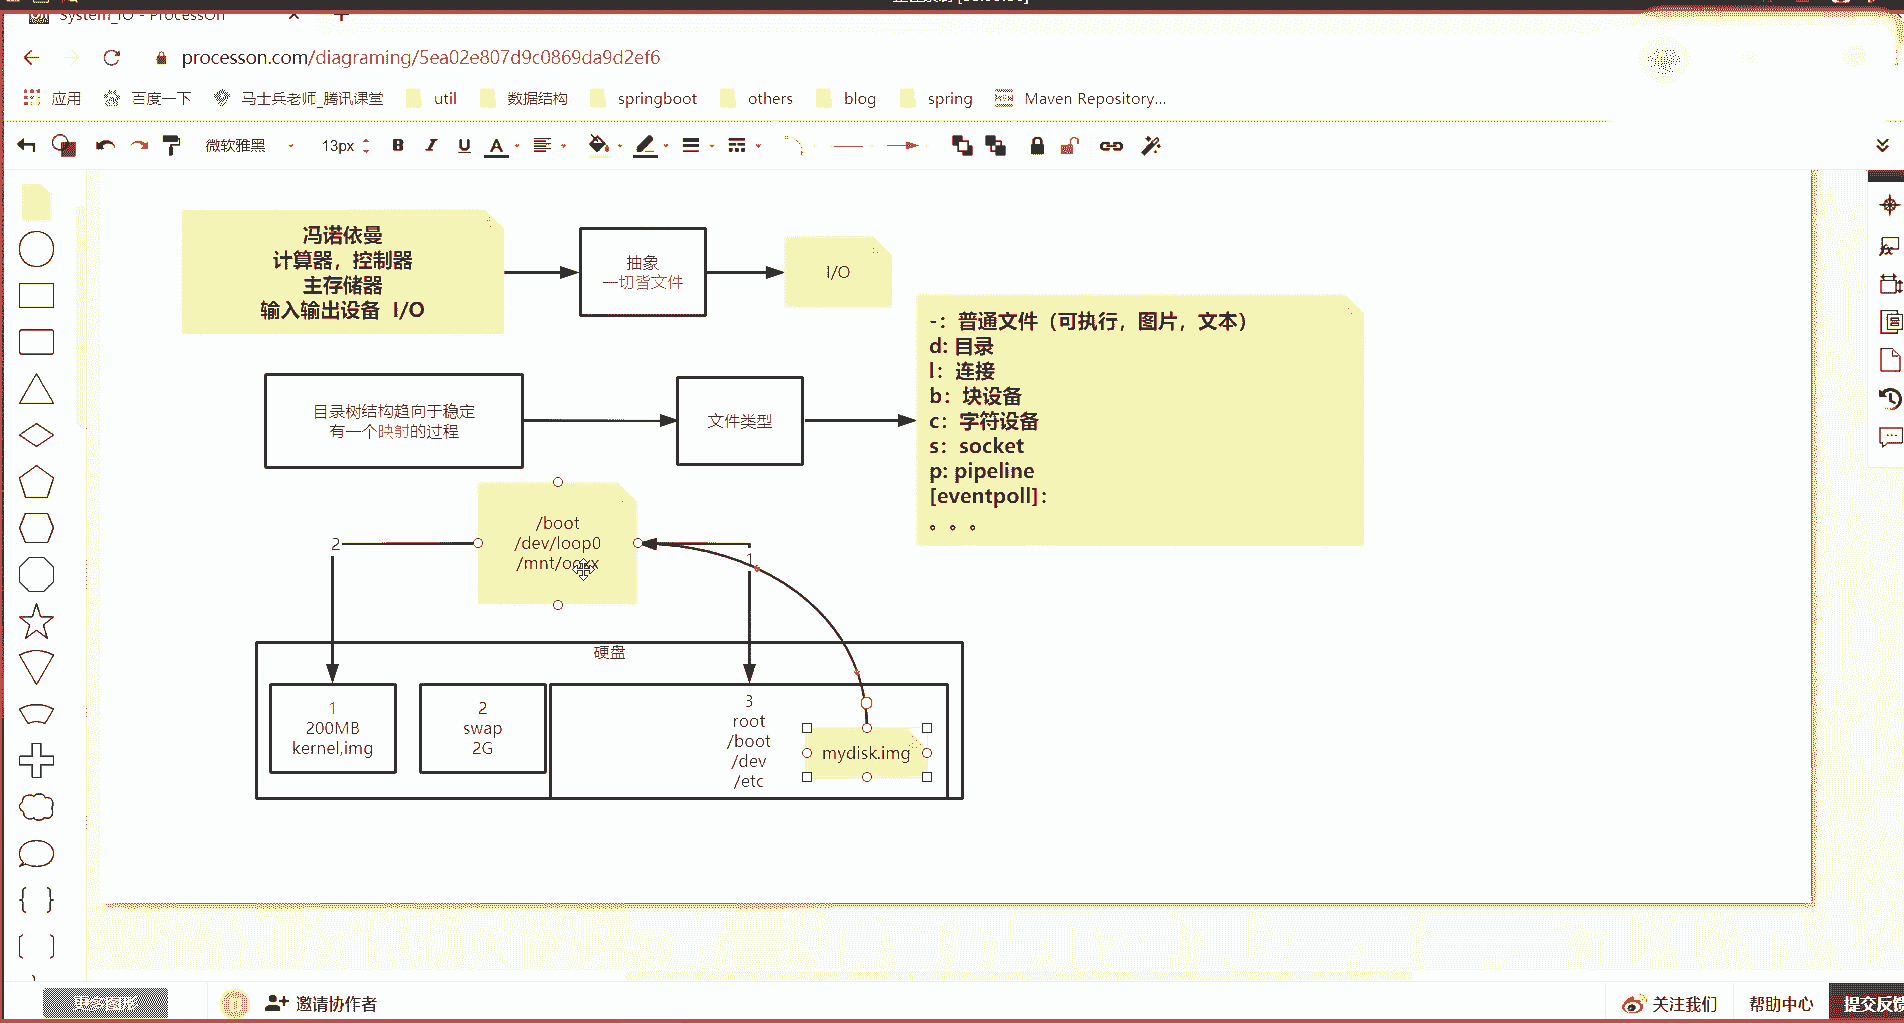 System_IO - ProcessOn
processon.com/diagraming/5ea02e807d9c0869da9d2ef6
应用
百度一下
马士兵老师_腾讯课堂
util
数据结构
springboot
others
blog
spring
Maven Repository...
微软雅黑
13px
B
I
U
A
冯诺依曼
计算器，控制器
主存储器
输入输出设备 I/O
抽象
一切皆文件
I/O
-：普通文件（可执行，图片，文本）
d: 目录
l：连接
b：块设备
c：字符设备
s：socket
p: pipeline
[eventpoll]：
。。。
目录树结构趋向于稳定
有一个映射的过程
文件类型
/boot
/dev/loop0
2
1
硬盘
1
200MB
kernel,img
2
swap
2G
3
root
/boot
/dev
/etc
mydisk.img
更多图形
邀请协作者
关注我们
帮助中心
提交反馈